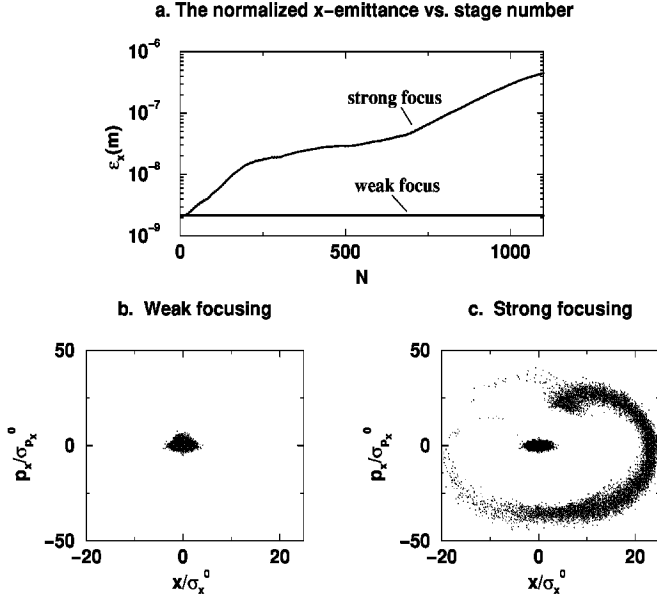 a. The normalized x-emittance vs. stage number
10⁻⁶
10⁻⁷
10⁻⁸
10⁻⁹
εₓ(m)
strong focus
weak focus
0 500 1000
N
b. Weak focusing
50
0
-50
pₓ/σₚₓ⁰
-20 0 20
x/σₓ⁰
c. Strong focusing
50
0
-50
pₓ/σₚₓ⁰
-20 0 20
x/σₓ⁰